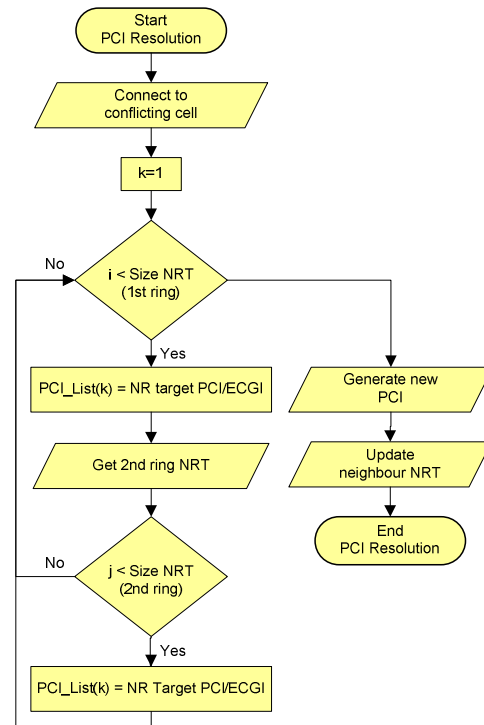 Start
PCI Resolution
Connect to
conflicting cell
k=1
No
i < Size NRT
(1st ring)
Yes
PCI_List(k) = NR target PCI/ECGI
Generate new
PCI
Get 2nd ring NRT
Update
neighbour NRT
End
PCI Resolution
No
j < Size NRT
(2nd ring)
Yes
PCI_List(k) = NR Target PCI/ECGI